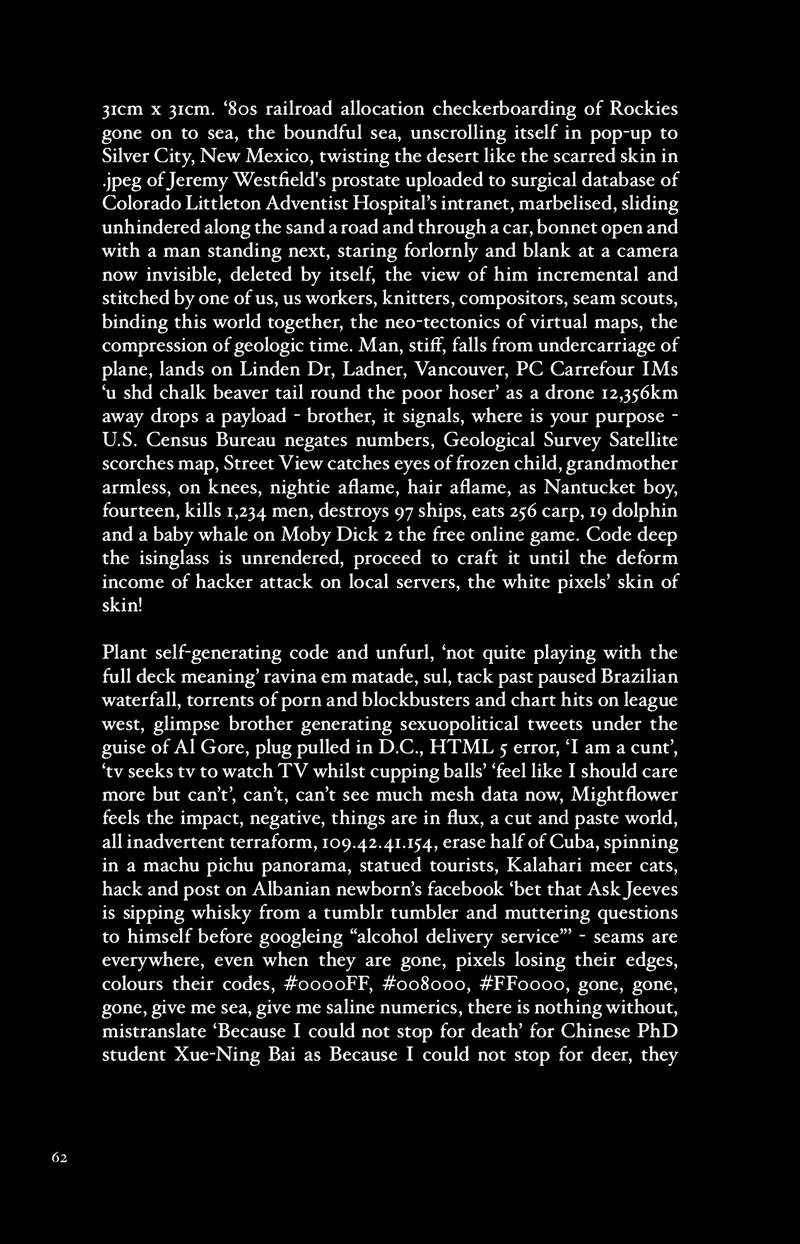 31cm x 31cm. ‘80s railroad allocation checkerboarding of Rockies
gone on to sea, the boundful sea, unscrolling itself in pop-up to
Silver City, New Mexico, twisting the desert like the scarred skin in
.jpeg of Jeremy Westfield's prostate uploaded to surgical database of
Colorado Littleton Adventist Hospital’s intranet, marbelised, sliding
unhindered along the sand a road and through a car, bonnet open and
with a man standing next, staring forlornly and blank at a camera
now invisible, deleted by itself, the view of him incremental and
stitched by one of us, us workers, knitters, compositors, seam scouts,
binding this world together, the neo-tectonics of virtual maps, the
compression of geologic time. Man, stiff, falls from undercarriage of
plane, lands on Linden Dr, Ladner, Vancouver, PC Carrefour IMs
‘u shd chalk beaver tail round the poor hoser’ as a drone 12,356km
away drops a payload - brother, it signals, where is your purpose -
U.S. Census Bureau negates numbers, Geological Survey Satellite
scorches map, Street View catches eyes of frozen child, grandmother
armless, on knees, nightie aflame, hair aflame, as Nantucket boy,
fourteen, kills 1,234 men, destroys 97 ships, eats 256 carp, 19 dolphin
and a baby whale on Moby Dick 2 the free online game. Code deep
the isinglass is unrendered, proceed to craft it until the deform
income of hacker attack on local servers, the white pixels’ skin of
skin!
Plant self-generating code and unfurl, ‘not quite playing with the
full deck meaning’ ravina em matade, sul, tack past paused Brazilian
waterfall, torrents of porn and blockbusters and chart hits on league
west, glimpse brother generating sexuopolitical tweets under the
guise of Al Gore, plug pulled in D.C., HTML 5 error, ‘I am a cunt’,
‘tv seeks tv to watch TV whilst cupping balls’ ‘feel like I should care
more but can’t’, can’t, can’t see much mesh data now, Mightflower
feels the impact, negative, things are in flux, a cut and paste world,
all inadvertent terraform, 109.42.41.154, erase half of Cuba, spinning
in a machu pichu panorama, statued tourists, Kalahari meer cats,
hack and post on Albanian newborn’s facebook ‘bet that Ask Jeeves
is sipping whisky from a tumblr tumbler and muttering questions
to himself before googleing “alcohol delivery service”’ - seams are
everywhere, even when they are gone, pixels losing their edges,
colours their codes, #0000FF, #008000, #FF0000, gone, gone,
gone, give me sea, give me saline numerics, there is nothing without,
mistranslate ‘Because I could not stop for death’ for Chinese PhD
student Xue-Ning Bai as Because I could not stop for deer, they
62